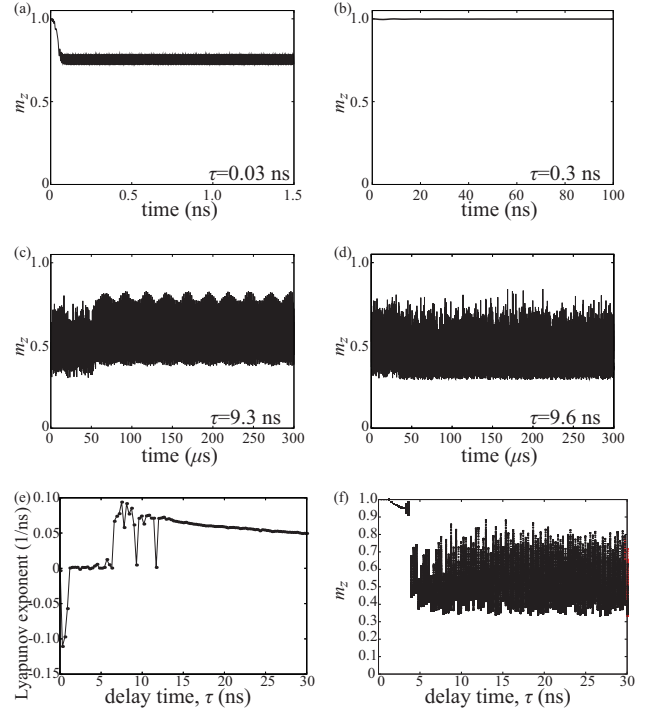 (a)
1.0
0.5
0
m_z
τ=0.03 ns
0 0.5 1.0 1.5
time (ns)
(b)
1.0
0.5
0
m_z
τ=0.3 ns
0 20 40 60 80 100
time (ns)
(c)
1.0
0.5
0
m_z
τ=9.3 ns
0 50 100 150 200 250 300
time (μs)
(d)
1.0
0.5
0
m_z
τ=9.6 ns
0 50 100 150 200 250 300
time (μs)
(e)
0.10
0.05
0
-0.05
-0.10
-0.15
Lyapunov exponent (1/ns)
0 5 10 15 20 25 30
delay time, τ (ns)
(f)
1.0
0.9
0.8
0.7
0.6
0.5
0.4
0.3
0.2
0.1
0
m_z
0 5 10 15 20 25 30
delay time, τ (ns)